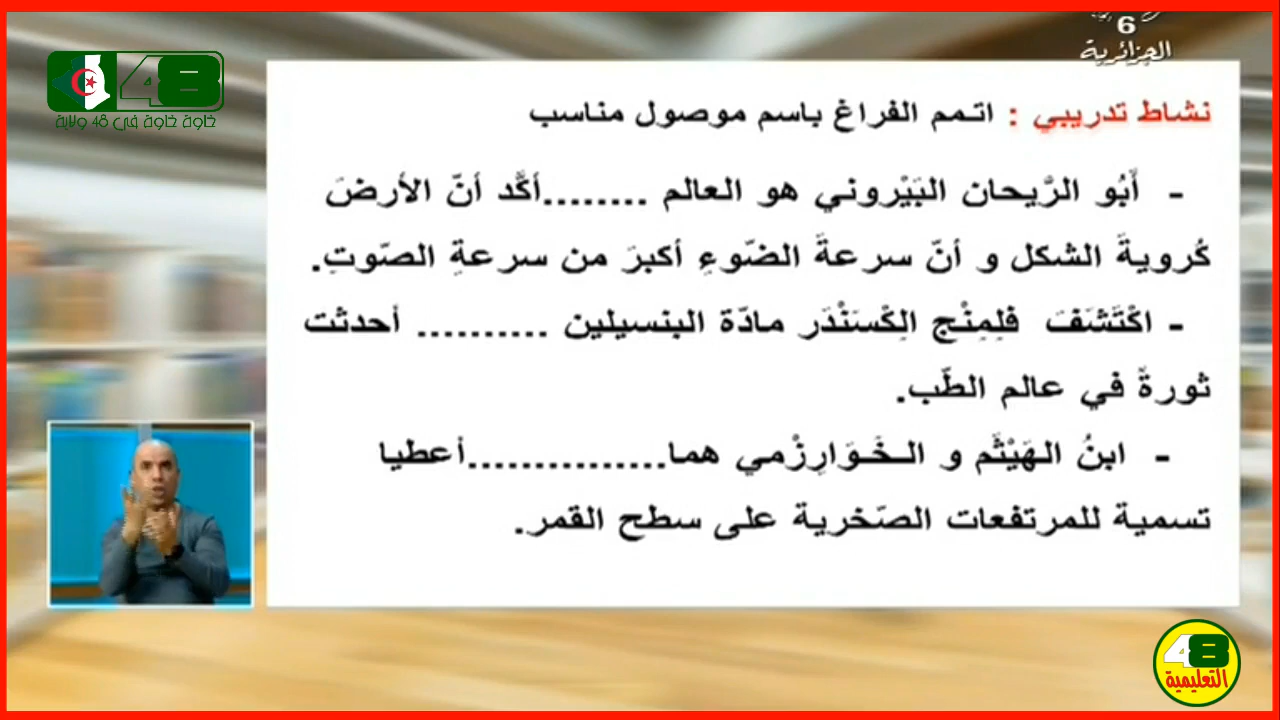 6
الجزائرية
48
خاوة خاوة في 48 ولاية
نشاط تدريبي : اتمم الفراغ باسم موصول مناسب
- أَبُو الرَّيحان البَيْروني هو العالم ........أكَّد أنّ الأرضَ
كُرويةَ الشكل و أنّ سرعةَ الضّوءِ أكبرَ من سرعةِ الصّوتِ.
- اكْتَشَفَ فْلِمِنْج الِكْسَنْدَر مادّة البنسيلين .......... أحدثت
ثورةً في عالم الطّب.
- ابنُ الهَيْثَم و الخَوَارِزْمي هما...............أعطيا
تسمية للمرتفعات الصّخرية على سطح القمر.
48
التعليمية